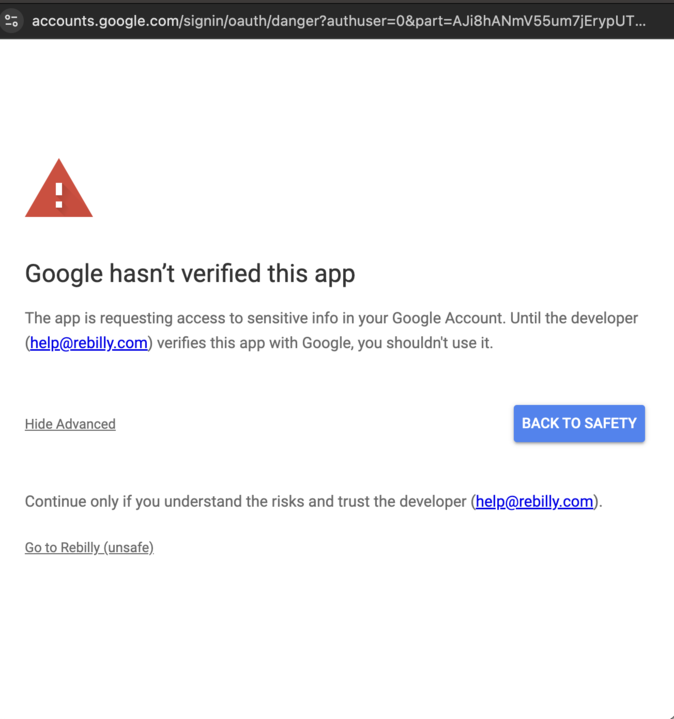 accounts.google.com/signin/oauth/danger?authuser=0&part=AJi8hANmV55um7jErypUT...
Google hasn’t verified this app
The app is requesting access to sensitive info in your Google Account. Until the developer
(help@rebilly.com) verifies this app with Google, you shouldn't use it.
Hide Advanced
BACK TO SAFETY
Continue only if you understand the risks and trust the developer (help@rebilly.com).
Go to Rebilly (unsafe)